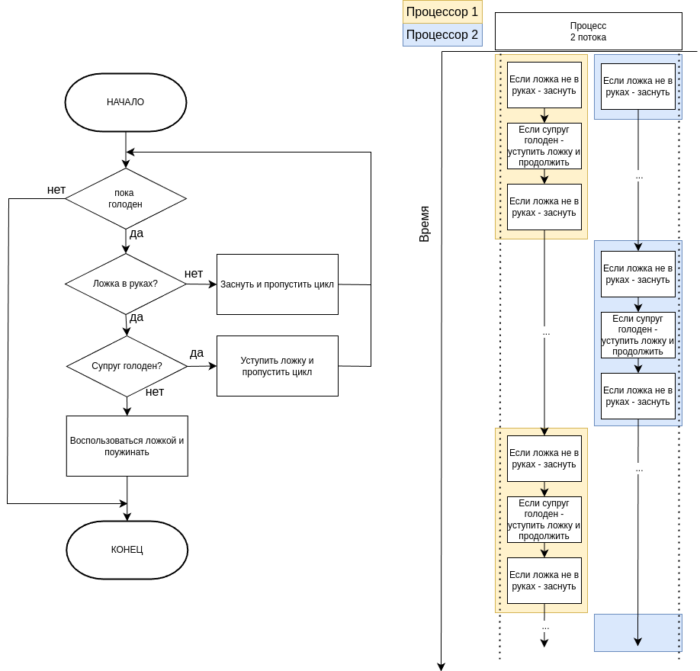 НАЧАЛО
пока
голоден
нет
да
Ложка в руках?
нет
Заснуть и пропустить цикл
да
Супруг голоден?
да
Уступить ложку и
пропустить цикл
нет
Воспользоваться ложкой и
поужинать
КОНЕЦ
Процессор 1
Процессор 2
Процесс
2 потока
Время
Если ложка не в
руках - заснуть
Если супруг
голоден -
уступить ложку и
продолжить
Если ложка не в
руках - заснуть
...
Если ложка не в
руках - заснуть
Если супруг
голоден -
уступить ложку и
продолжить
Если ложка не в
руках - заснуть
...
Если ложка не в
руках - заснуть
...
Если ложка не в
руках - заснуть
Если супруг
голоден -
уступить ложку и
продолжить
Если ложка не в
руках - заснуть
...